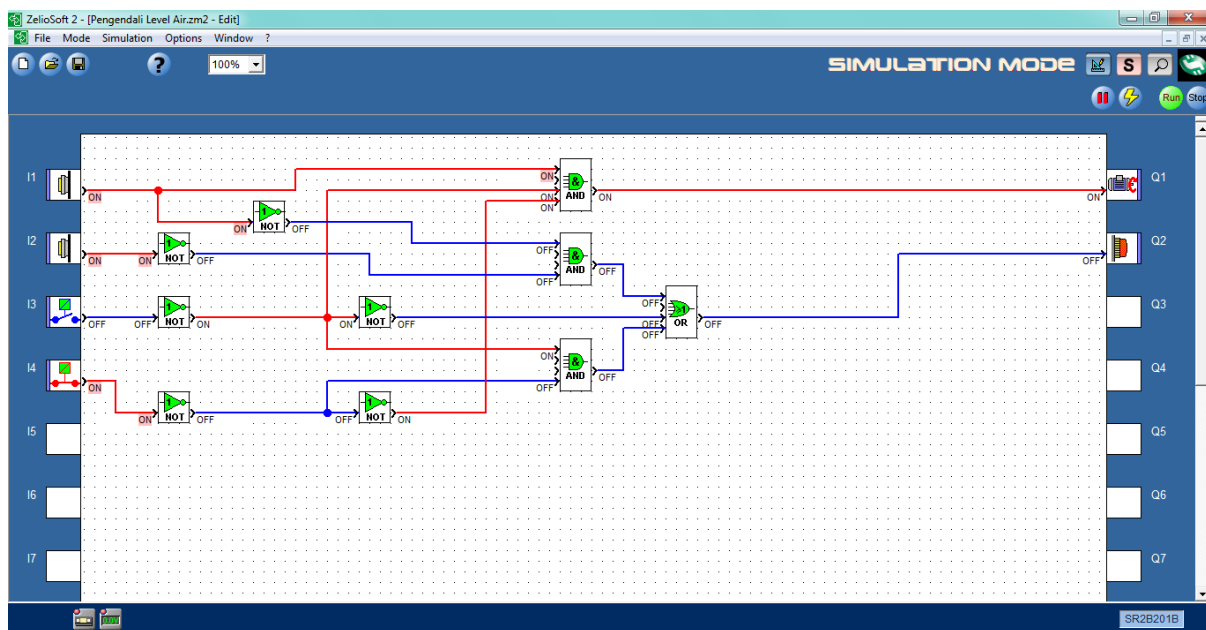 ZelioSoft 2 - [Pengendali Level Air.zm2 - Edit]
File Mode Simulation Options Window ?
100% SIMULATION MODE S
Run Stop
I1 ON ON ON ON AND ON ON Q1
ON NOT OFF
I2 ON ON NOT OFF OFF OFF AND OFF OFF Q2
I3 OFF OFF NOT ON ON NOT OFF OFF OFF OFF OR OFF Q3
I4 ON ON OFF AND OFF Q4
ON NOT OFF OFF NOT ON
I5 Q5
I6 Q6
I7 Q7
SR2B201B